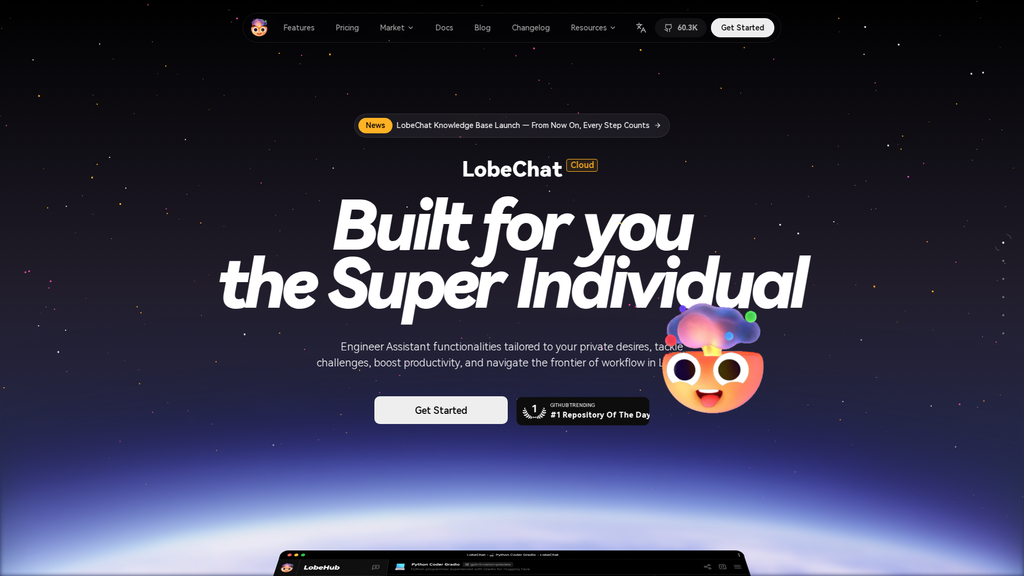 Features Pricing Market Docs Blog Changelog Resources 60.3K Get Started
News LobeChat Knowledge Base Launch — From Now On, Every Step Counts →
LobeChat Cloud
Built for you
the Super Individual
Engineer Assistant functionalities tailored to your private desires, tackle
challenges, boost productivity, and navigate the frontier of workflow in L
Get Started
1
GITHUB TRENDING
#1 Repository Of The Day
LobeHub
Python Coder Gradio